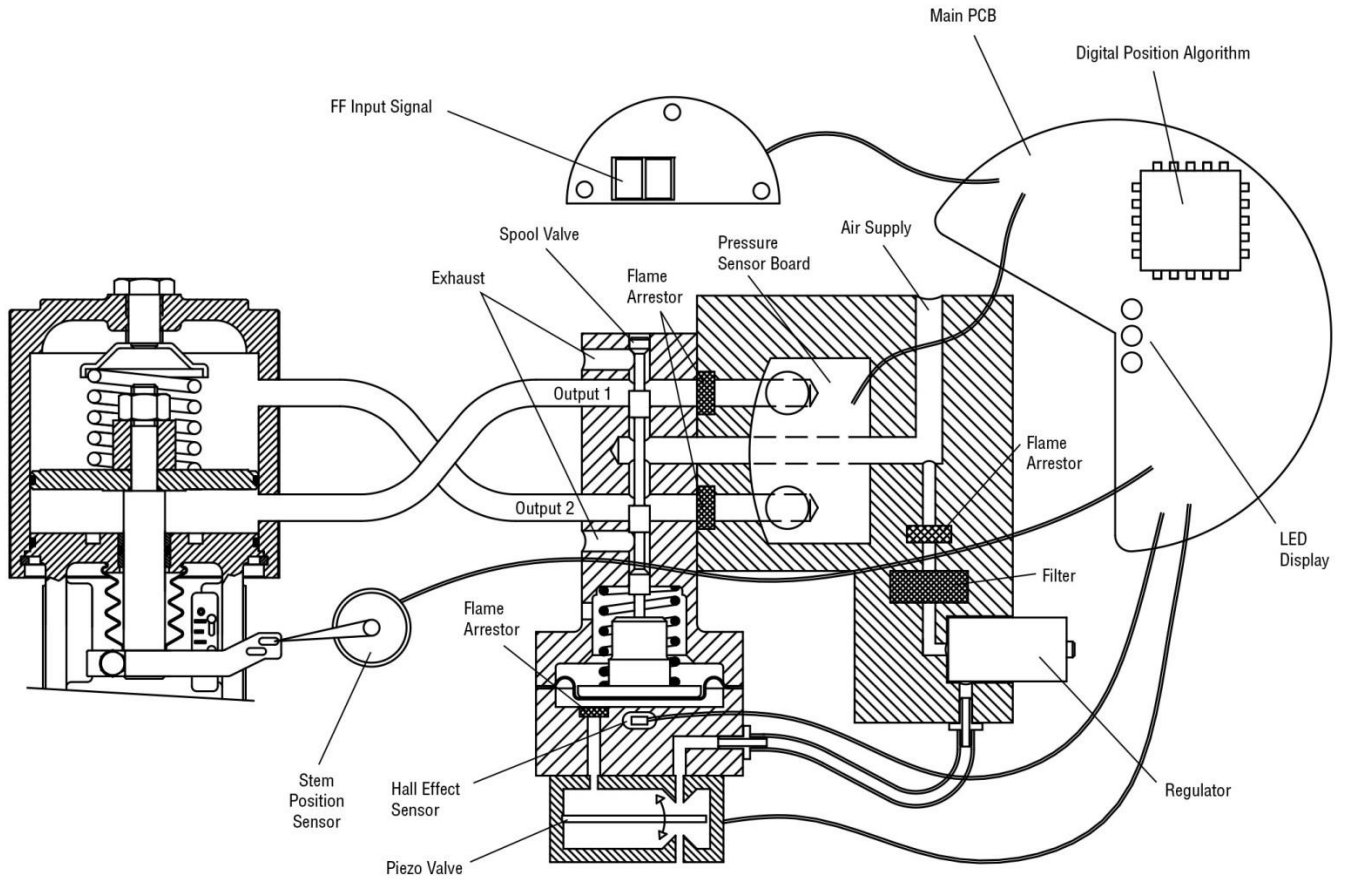 Main PCB
Digital Position Algorithm
FF Input Signal
Spool Valve
Exhaust
Flame
Arrestor
Pressure
Sensor Board
Air Supply
Output 1
Output 2
Flame
Arrestor
LED
Display
Filter
Flame
Arrestor
Stem
Position
Sensor
Hall Effect
Sensor
Regulator
Piezo Valve